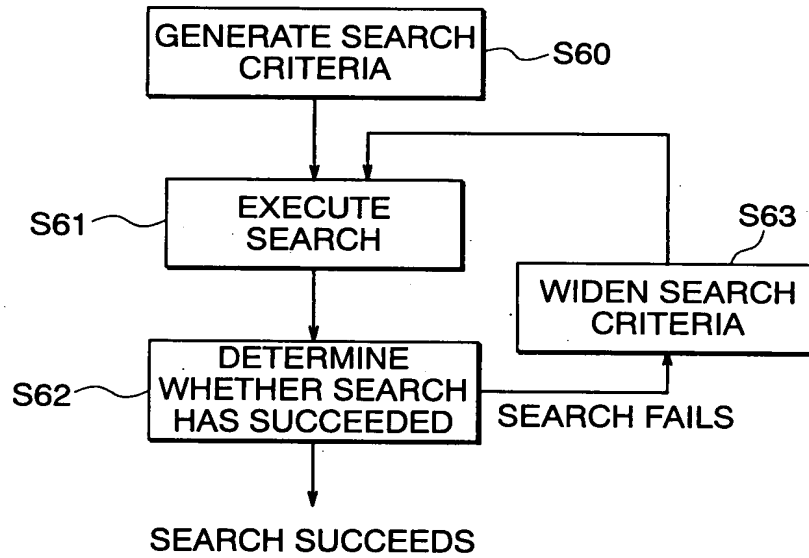 GENERATE SEARCH
CRITERIA
S60
EXECUTE
SEARCH
S61
S63
WIDEN SEARCH
CRITERIA
DETERMINE
WHETHER SEARCH
HAS SUCCEEDED
S62
SEARCH FAILS
SEARCH SUCCEEDS